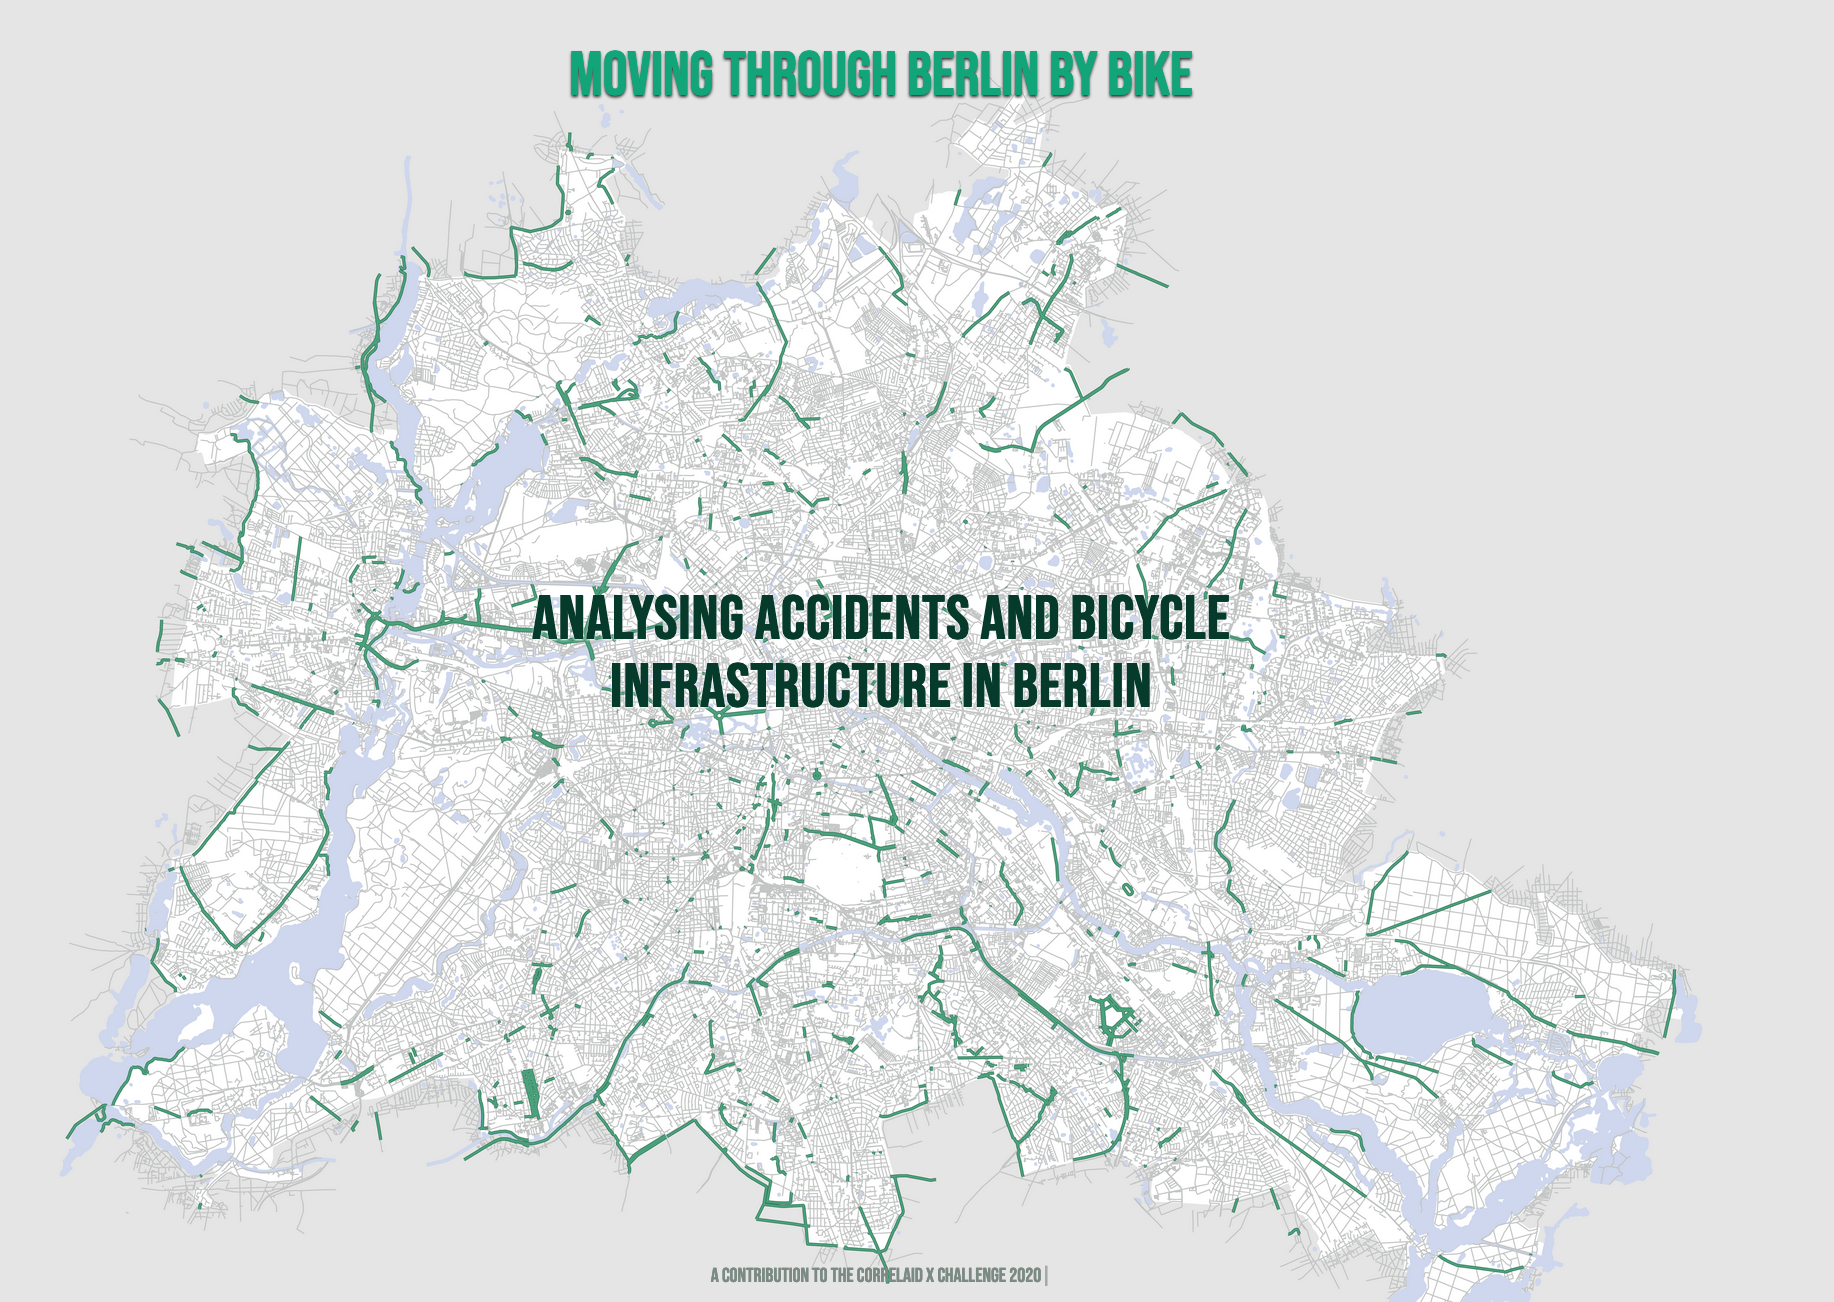 MOVING THROUGH BERLIN BY BIKE
ANALYSING ACCIDENTS AND BICYCLE
INFRASTRUCTURE IN BERLIN
A CONTRIBUTION TO THE CORRELAID X CHALLENGE 2020 |